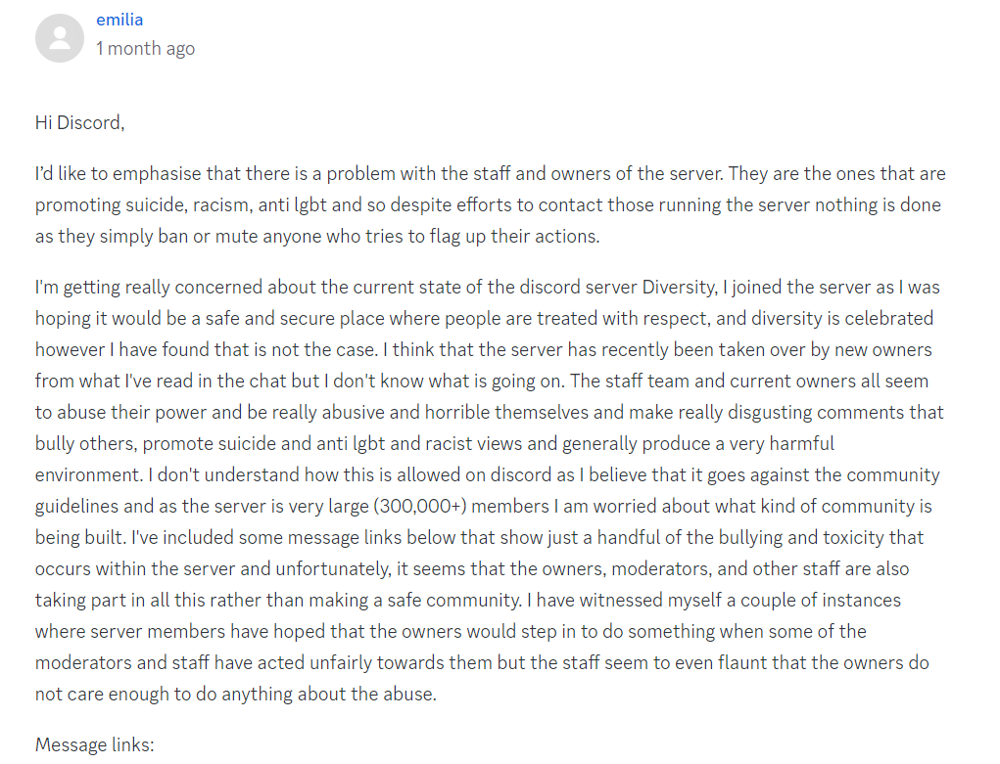 emilia
1 month ago
Hi Discord,
I'd like to emphasise that there is a problem with the staff and owners of the server. They are the ones that are
promoting suicide, racism, anti lgbt and so despite efforts to contact those running the server nothing is done
as they simply ban or mute anyone who tries to flag up their actions.
I'm getting really concerned about the current state of the discord server Diversity, I joined the server as I was
hoping it would be a safe and secure place where people are treated with respect, and diversity is celebrated
however I have found that is not the case. I think that the server has recently been taken over by new owners
from what I've read in the chat but I don't know what is going on. The staff team and current owners all seem
to abuse their power and be really abusive and horrible themselves and make really disgusting comments that
bully others, promote suicide and anti lgbt and racist views and generally produce a very harmful
environment. I don't understand how this is allowed on discord as I believe that it goes against the community
guidelines and as the server is very large (300,000+) members I am worried about what kind of community is
being built. I've included some message links below that show just a handful of the bullying and toxicity that
occurs within the server and unfortunately, it seems that the owners, moderators, and other staff are also
taking part in all this rather than making a safe community. I have witnessed myself a couple of instances
where server members have hoped that the owners would step in to do something when some of the
moderators and staff have acted unfairly towards them but the staff seem to even flaunt that the owners do
not care enough to do anything about the abuse.
Message links: